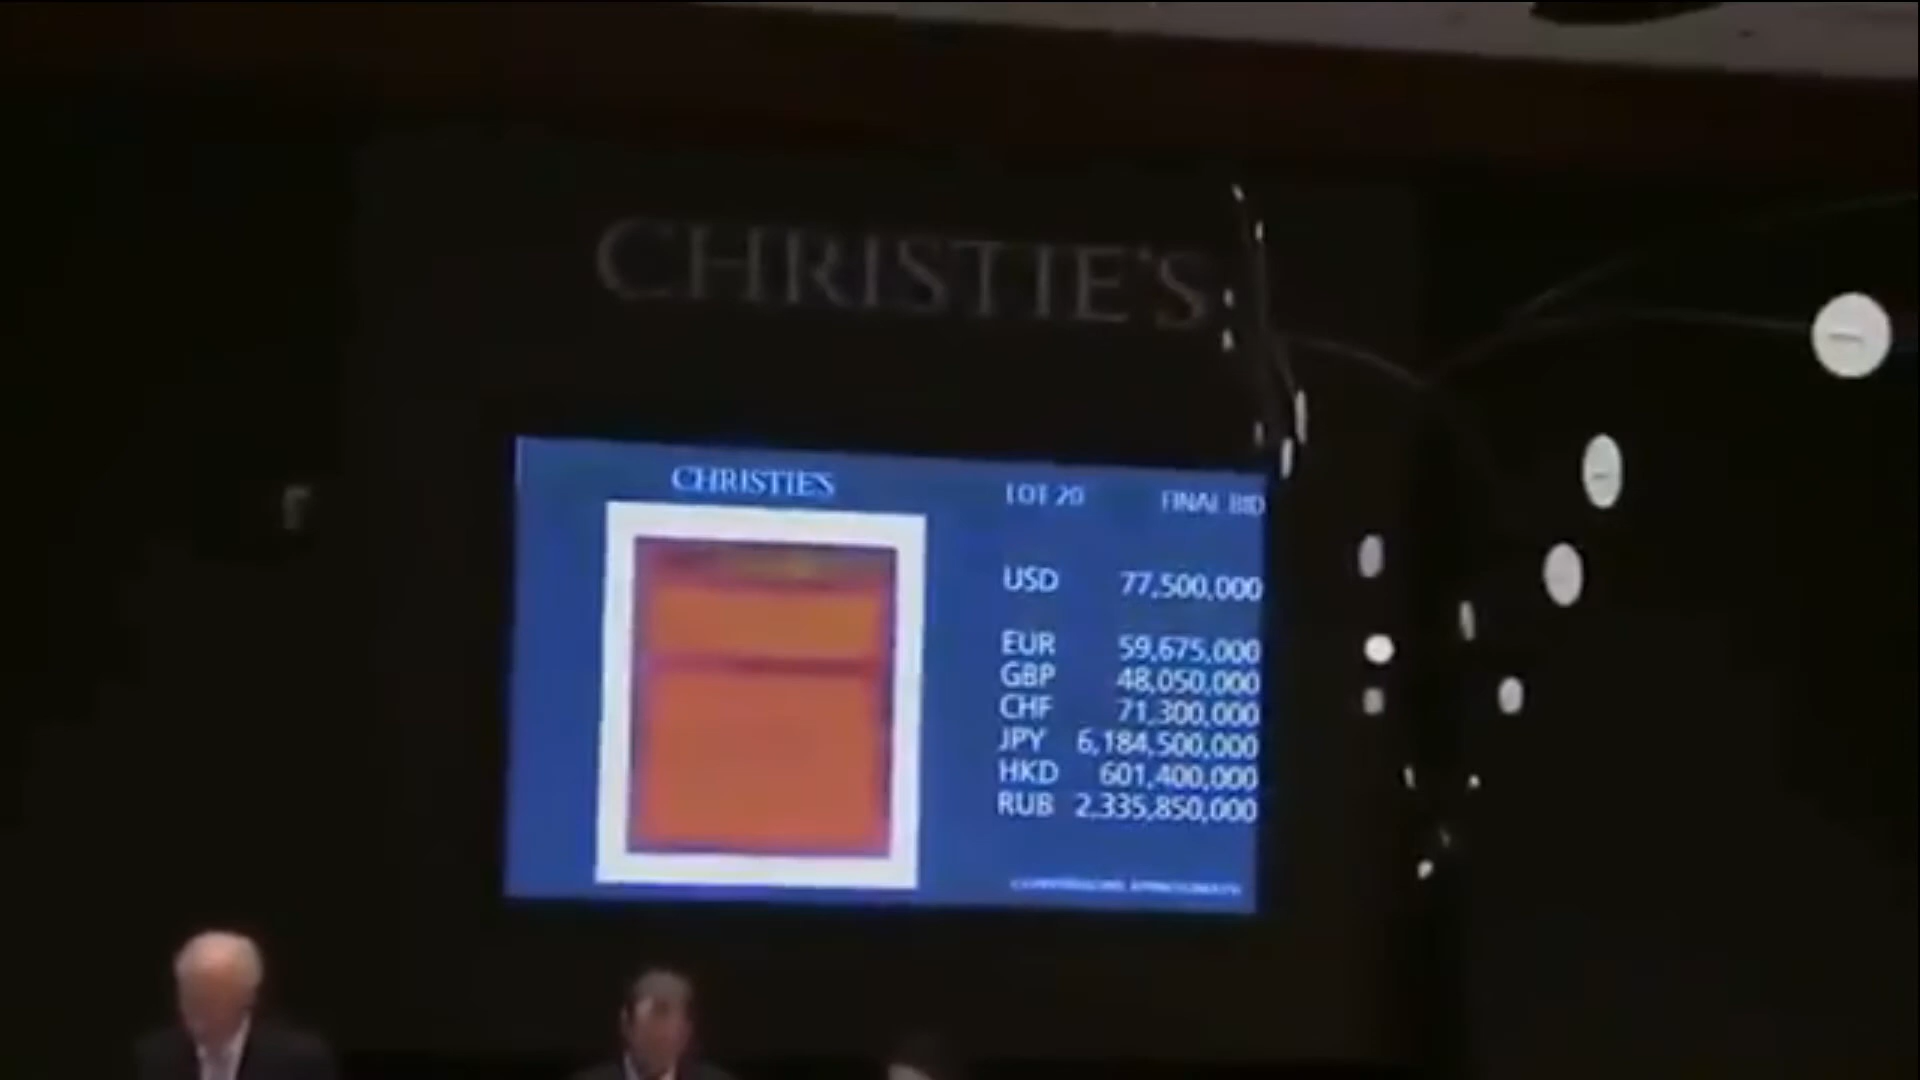 CHRISTIE'S
CHRISTIE'S
LOT 20 FINAL BID
USD 77,500,000
EUR 59,675,000
GBP 48,050,000
CHF 71,300,000
JPY 6,184,500,000
HKD 601,400,000
RUB 2,335,850,000